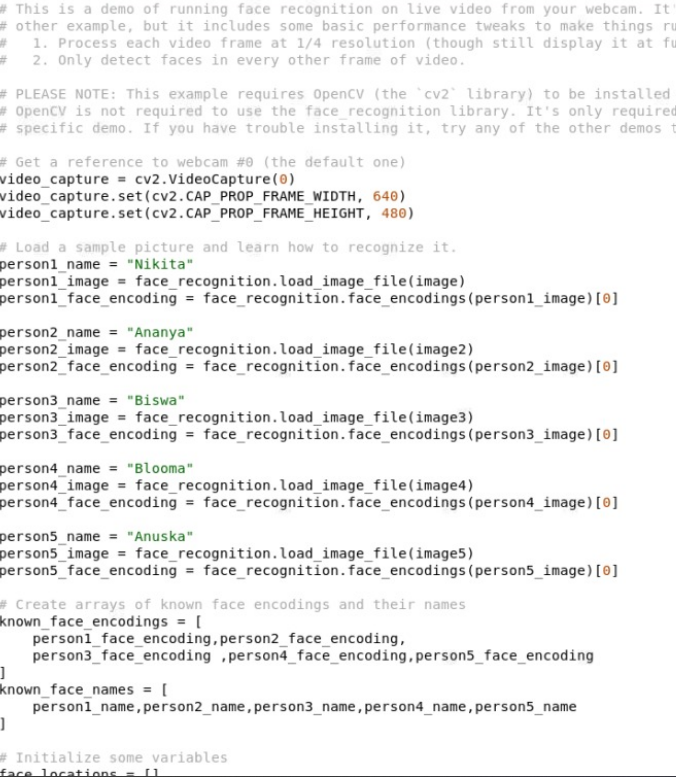 # This is a demo of running face recognition on live video from your webcam. It'
# other example, but it includes some basic performance tweaks to make things ru
#   1. Process each video frame at 1/4 resolution (though still display it at fu
#   2. Only detect faces in every other frame of video.

# PLEASE NOTE: This example requires OpenCV (the `cv2` library) to be installed
# OpenCV is not required to use the face_recognition library. It's only required
# specific demo. If you have trouble installing it, try any of the other demos t

# Get a reference to webcam #0 (the default one)
video_capture = cv2.VideoCapture(0)
video_capture.set(cv2.CAP_PROP_FRAME_WIDTH, 640)
video_capture.set(cv2.CAP_PROP_FRAME_HEIGHT, 480)

# Load a sample picture and learn how to recognize it.
person1_name = "Nikita"
person1_image = face_recognition.load_image_file(image)
person1_face_encoding = face_recognition.face_encodings(person1_image)[0]

person2_name = "Ananya"
person2_image = face_recognition.load_image_file(image2)
person2_face_encoding = face_recognition.face_encodings(person2_image)[0]

person3_name = "Biswa"
person3_image = face_recognition.load_image_file(image3)
person3_face_encoding = face_recognition.face_encodings(person3_image)[0]

person4_name = "Blooma"
person4_image = face_recognition.load_image_file(image4)
person4_face_encoding = face_recognition.face_encodings(person4_image)[0]

person5_name = "Anuska"
person5_image = face_recognition.load_image_file(image5)
person5_face_encoding = face_recognition.face_encodings(person5_image)[0]

# Create arrays of known face encodings and their names
known_face_encodings = [
    person1_face_encoding,person2_face_encoding,
    person3_face_encoding ,person4_face_encoding,person5_face_encoding
]
known_face_names = [
    person1_name,person2_name,person3_name,person4_name,person5_name
]

# Initialize some variables
face_locations = []